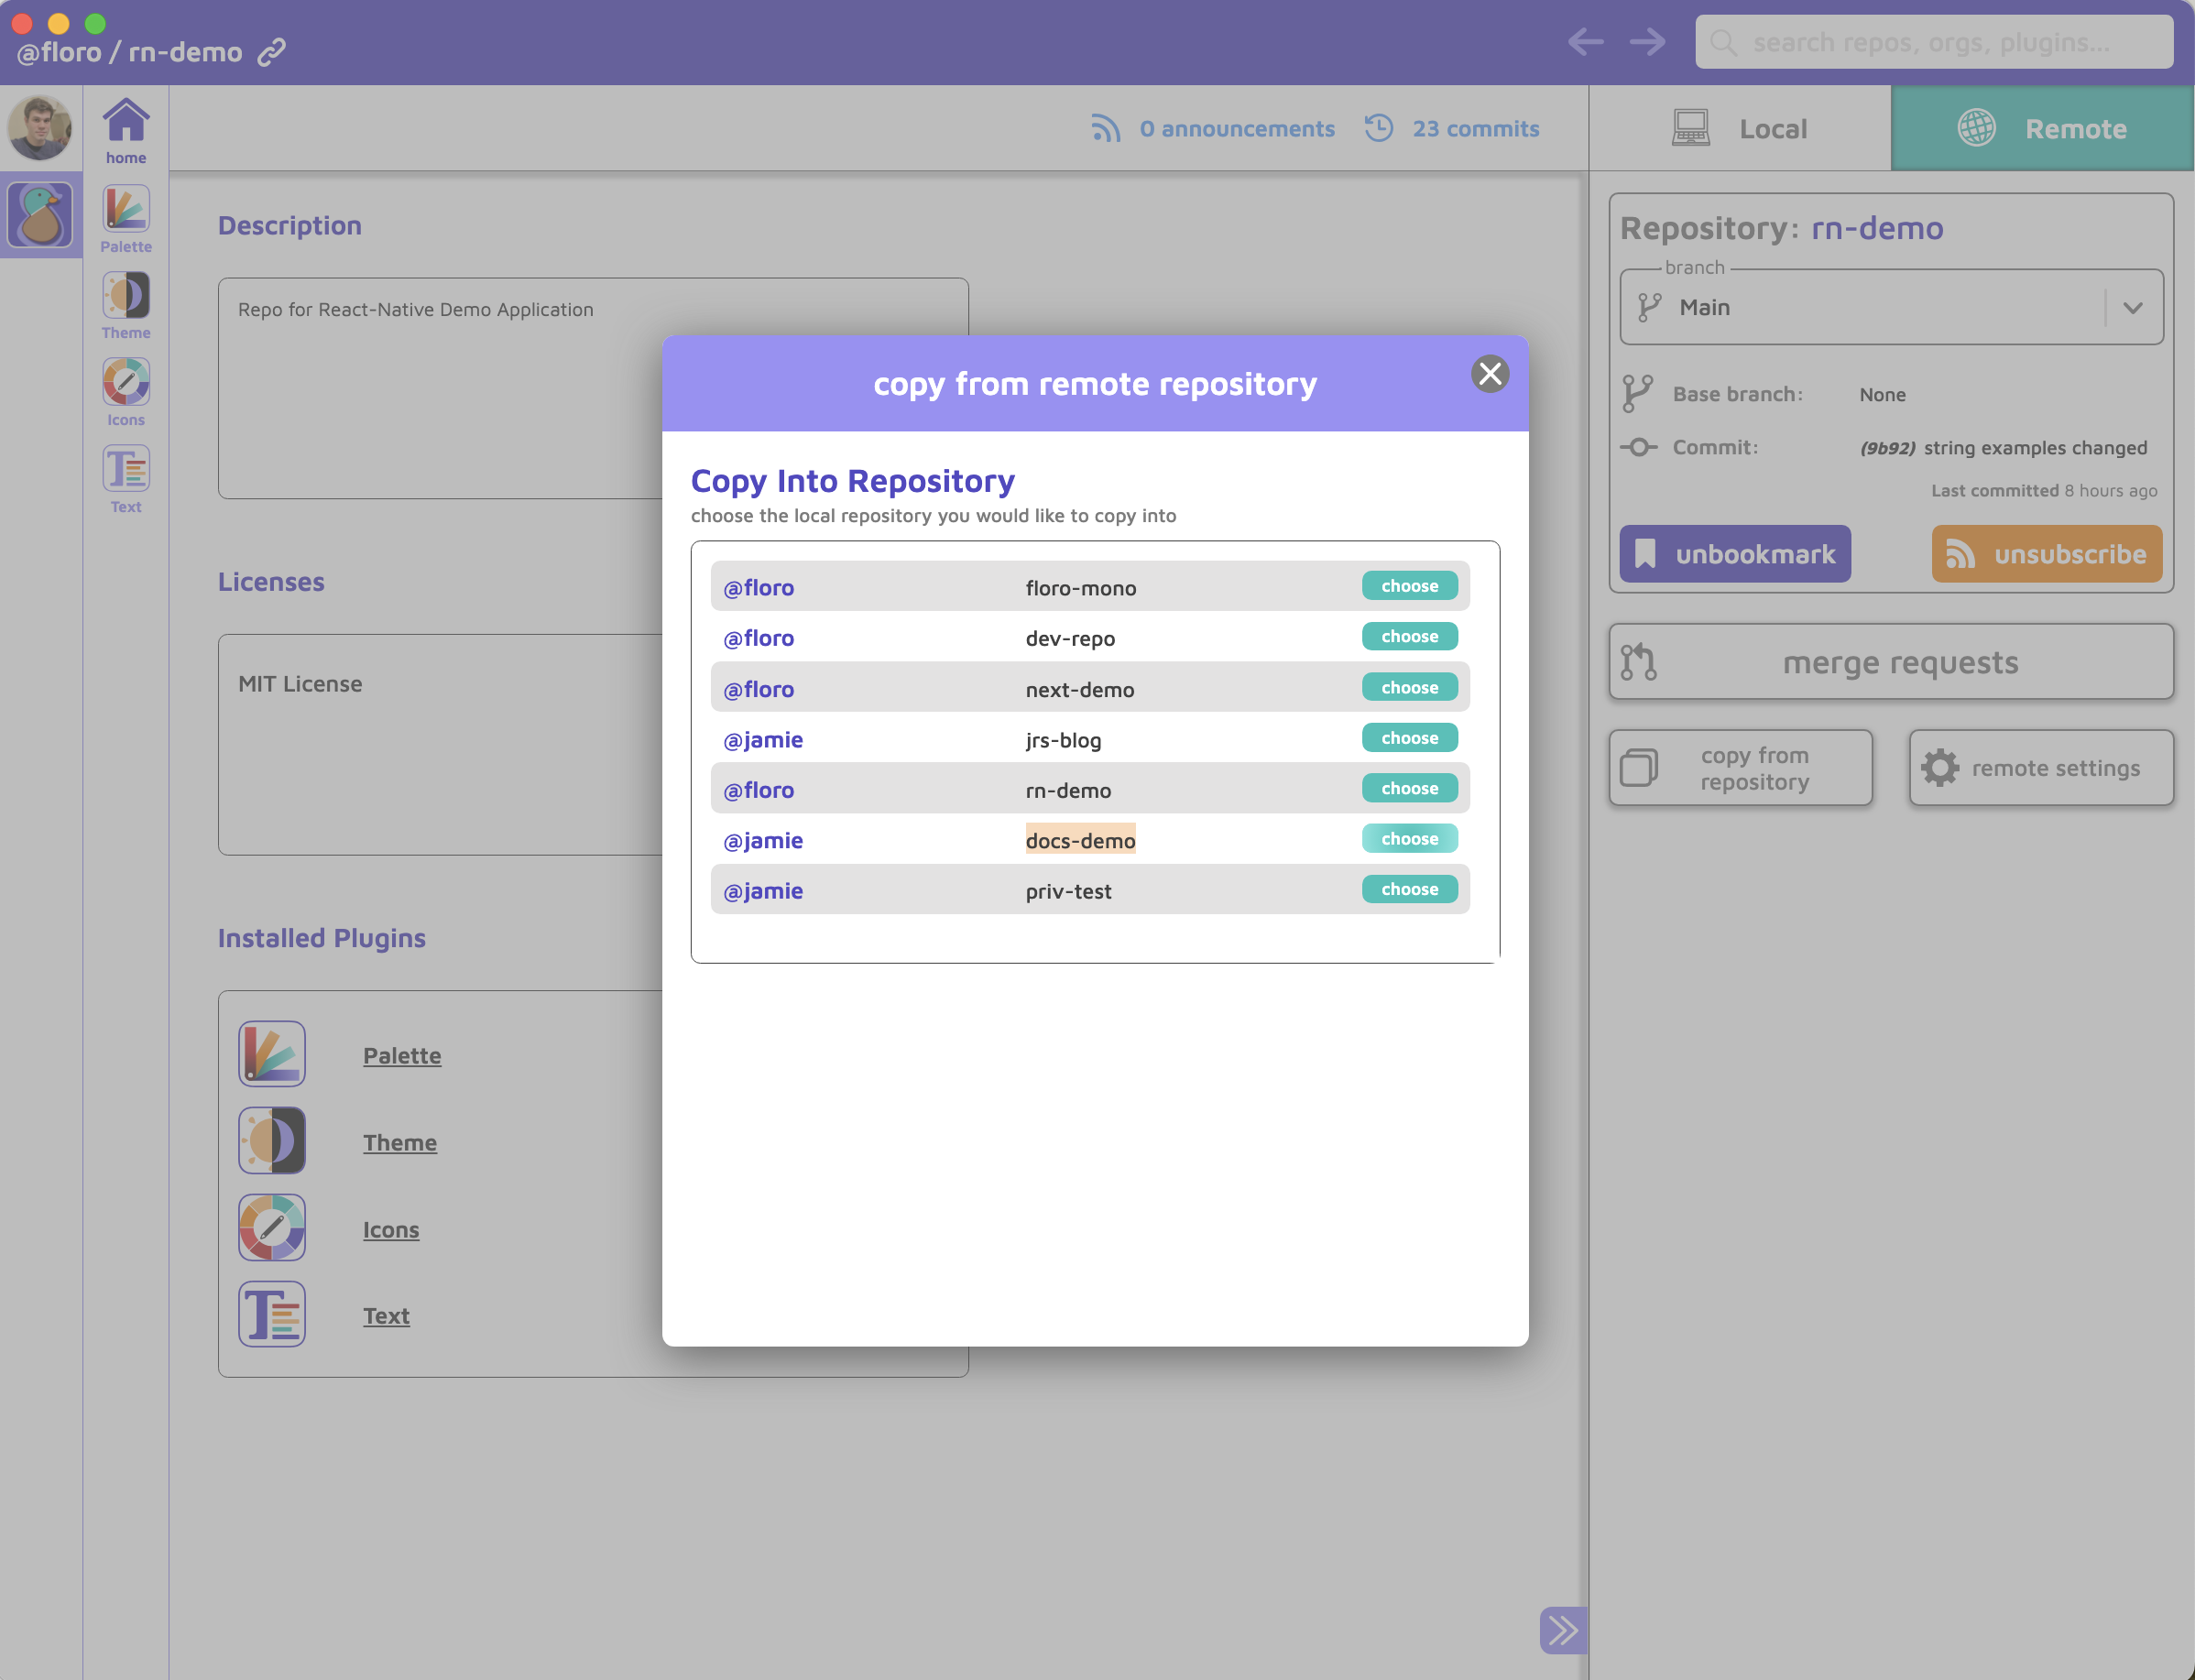 @floro / rn-demo
search repos, orgs, plugins...
home
Palette
Theme
Icons
Text
0 announcements
23 commits
Local
Remote
Description
Repo for React-Native Demo Application
Licenses
MIT License
Installed Plugins
Palette
Theme
Icons
Text
copy from remote repository
Copy Into Repository
choose the local repository you would like to copy into
@floro floro-mono choose
@floro dev-repo choose
@floro next-demo choose
@jamie jrs-blog choose
@floro rn-demo choose
@jamie docs-demo choose
@jamie priv-test choose
Repository: rn-demo
branch
Main
Base branch: None
Commit: (9b92) string examples changed
Last committed 8 hours ago
unbookmark
unsubscribe
merge requests
copy from
repository
remote settings